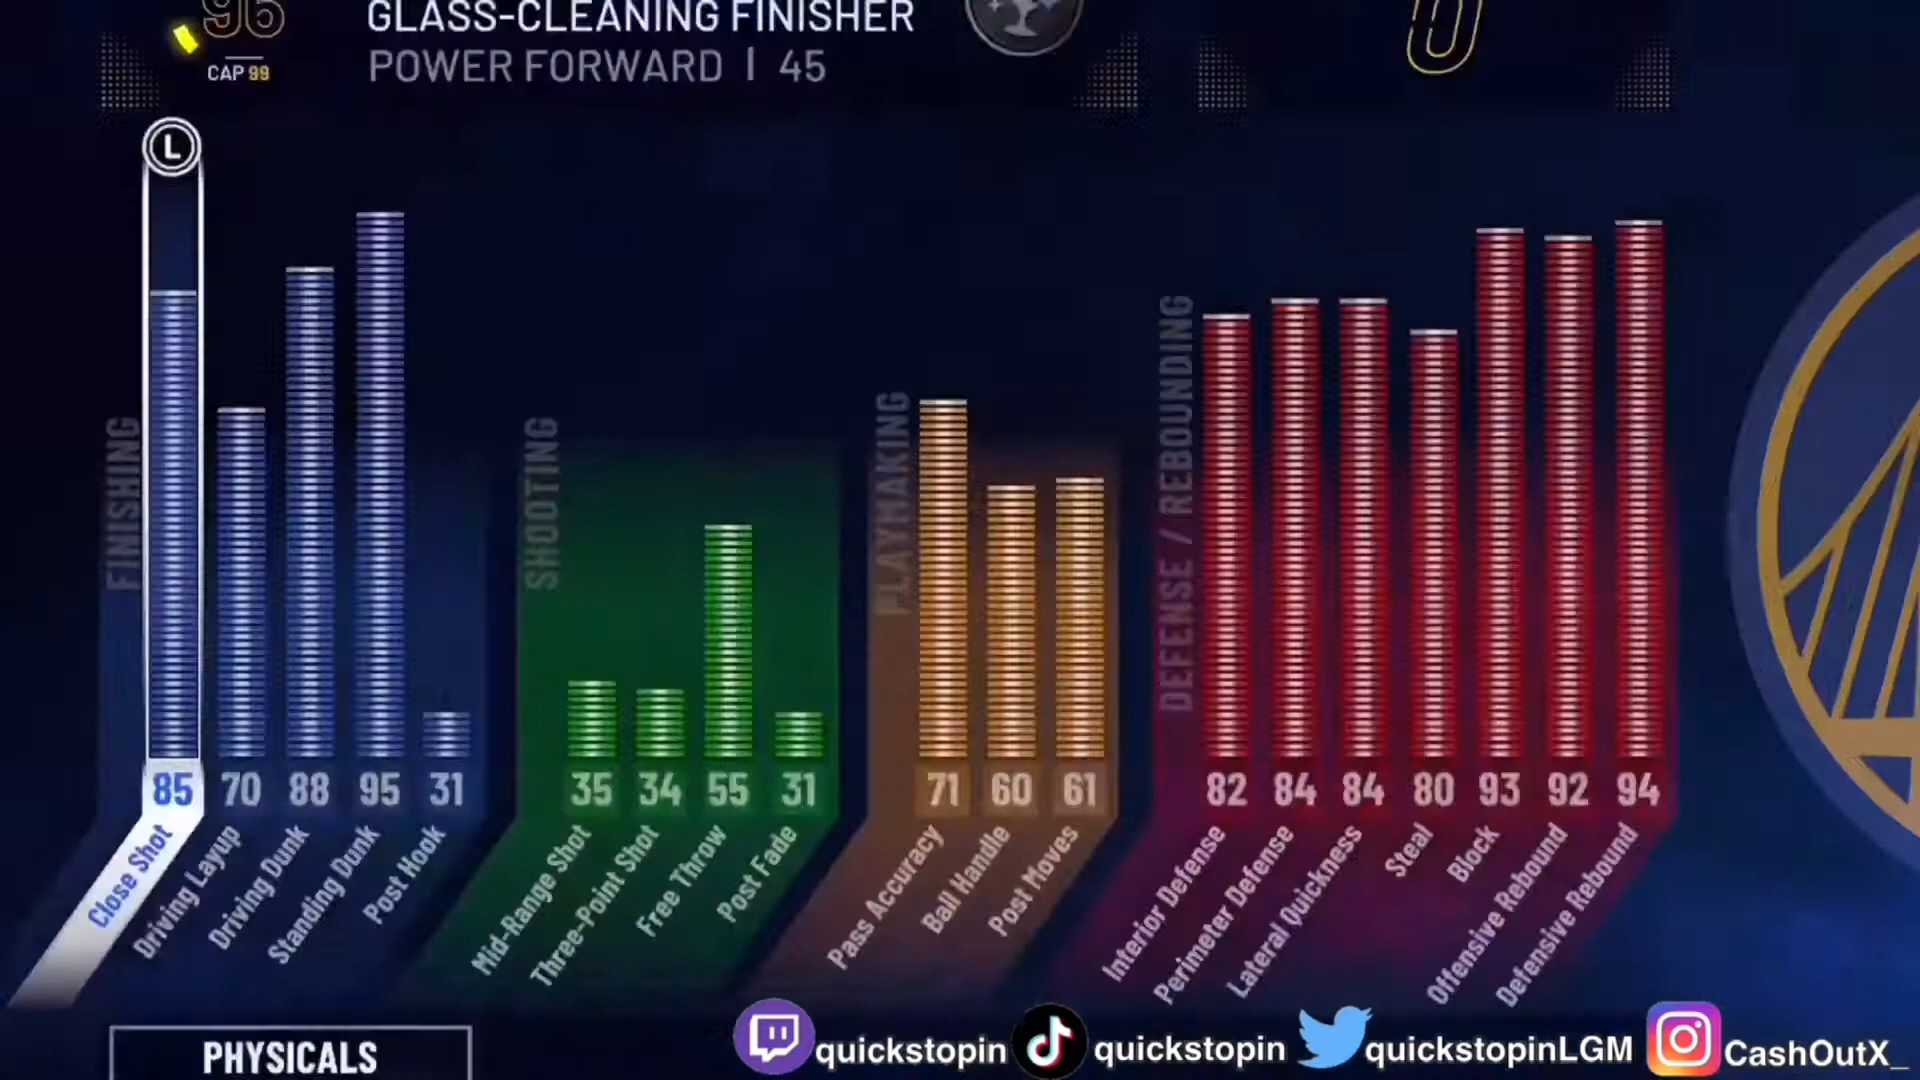 95
CAP 99
GLASS-CLEANING FINISHER
POWER FORWARD | 45
0
L
FINISHING
85 70 88 95 31
Close Shot
Driving Layup
Driving Dunk
Standing Dunk
Post Hook
SHOOTING
35 34 55 31
Mid-Range Shot
Three-Point Shot
Free Throw
Post Fade
PLAYMAKING
71 60 61
Pass Accuracy
Ball Handle
Post Moves
DEFENSE / REBOUNDING
82 84 84 80 93 92 94
Interior Defense
Perimeter Defense
Lateral Quickness
Steal
Block
Offensive Rebound
Defensive Rebound
PHYSICALS
quickstopin
quickstopin
quickstopinLGM
CashOutX_